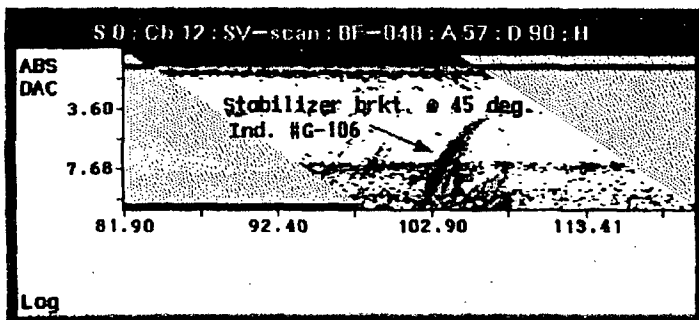 S 0 : Ch 12 : SV-scan : BF-048 : A 57 : D 90 : H
ABS
DAC
3.60
Stabilizer brkt. @ 45 deg.
Ind. #G-106
7.68
81.90 92.40 102.90 113.41
Log